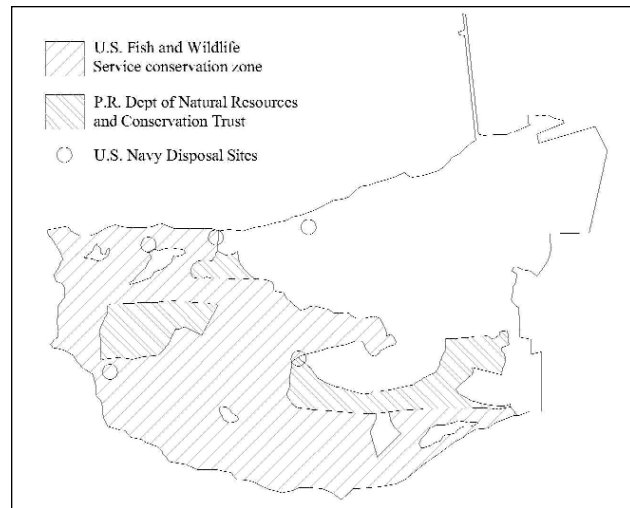 U.S. Fish and Wildlife
Service conservation zone
P.R. Dept of Natural Resources
and Conservation Trust
U.S. Navy Disposal Sites